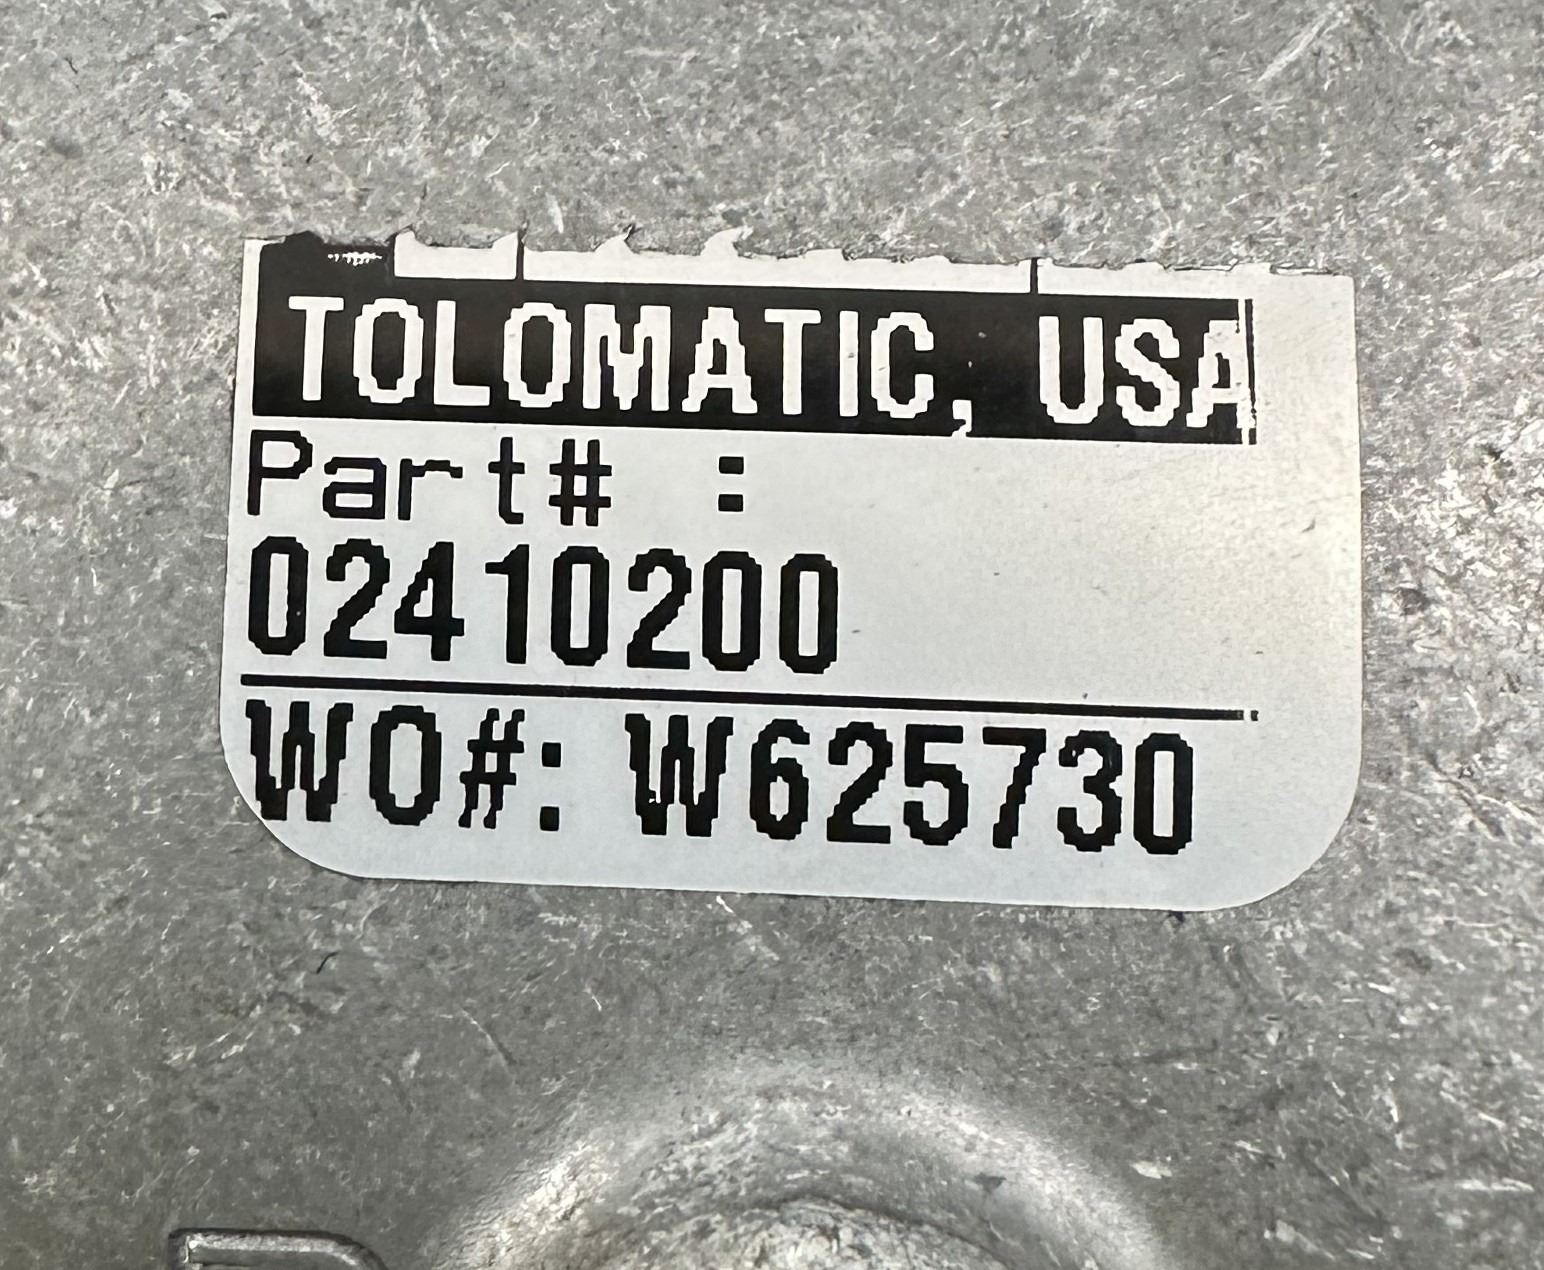 TOLOMATIC, USA
Part# :
02410200
WO#: W625730